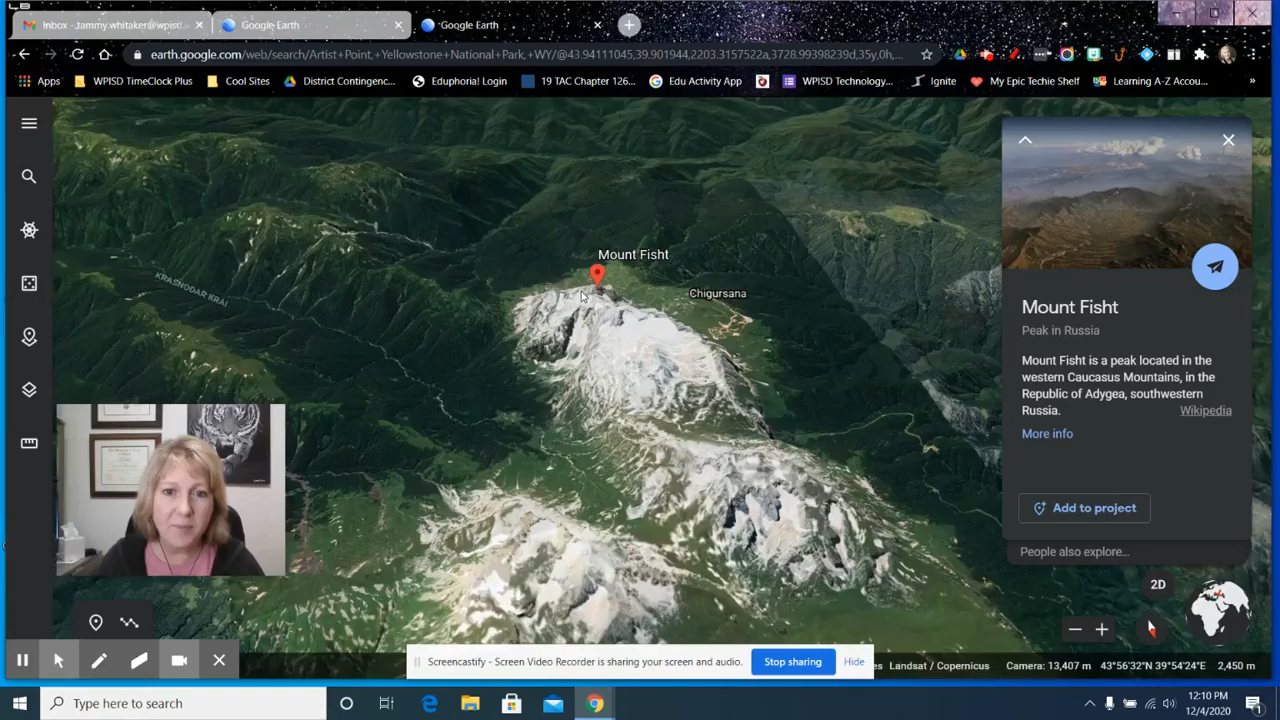 Inbox - tammy.whitaker@wpisd.
Google Earth
Google Earth
earth.google.com/web/search/Artist+Point,+Yellowstone+National+Park,+WY/@43.94111045,39.901944,2203.3157522a,3728.99398239d,35y,0h,...
Apps
WPISD TimeClock Plus
Cool Sites
District Contingenc...
Eduphoria! Login
19 TAC Chapter 126...
Edu Activity App
WPISD Technology...
Ignite
My Epic Techie Shelf
Learning A-Z Accou...
»
Mount Fisht
Chigursana
KRASNODAR KRAI
Mount Fisht
Peak in Russia
Mount Fisht is a peak located in the
western Caucasus Mountains, in the
Republic of Adygea, southwestern
Russia.
Wikipedia
More info
Add to project
People also explore...
2D
Screencastify - Screen Video Recorder is sharing your screen and audio.
Stop sharing
Hide
Landsat / Copernicus
Camera: 13,407 m
43°56'32"N 39°54'24"E
2,450 m
Type here to search
12:10 PM
12/4/2020
1